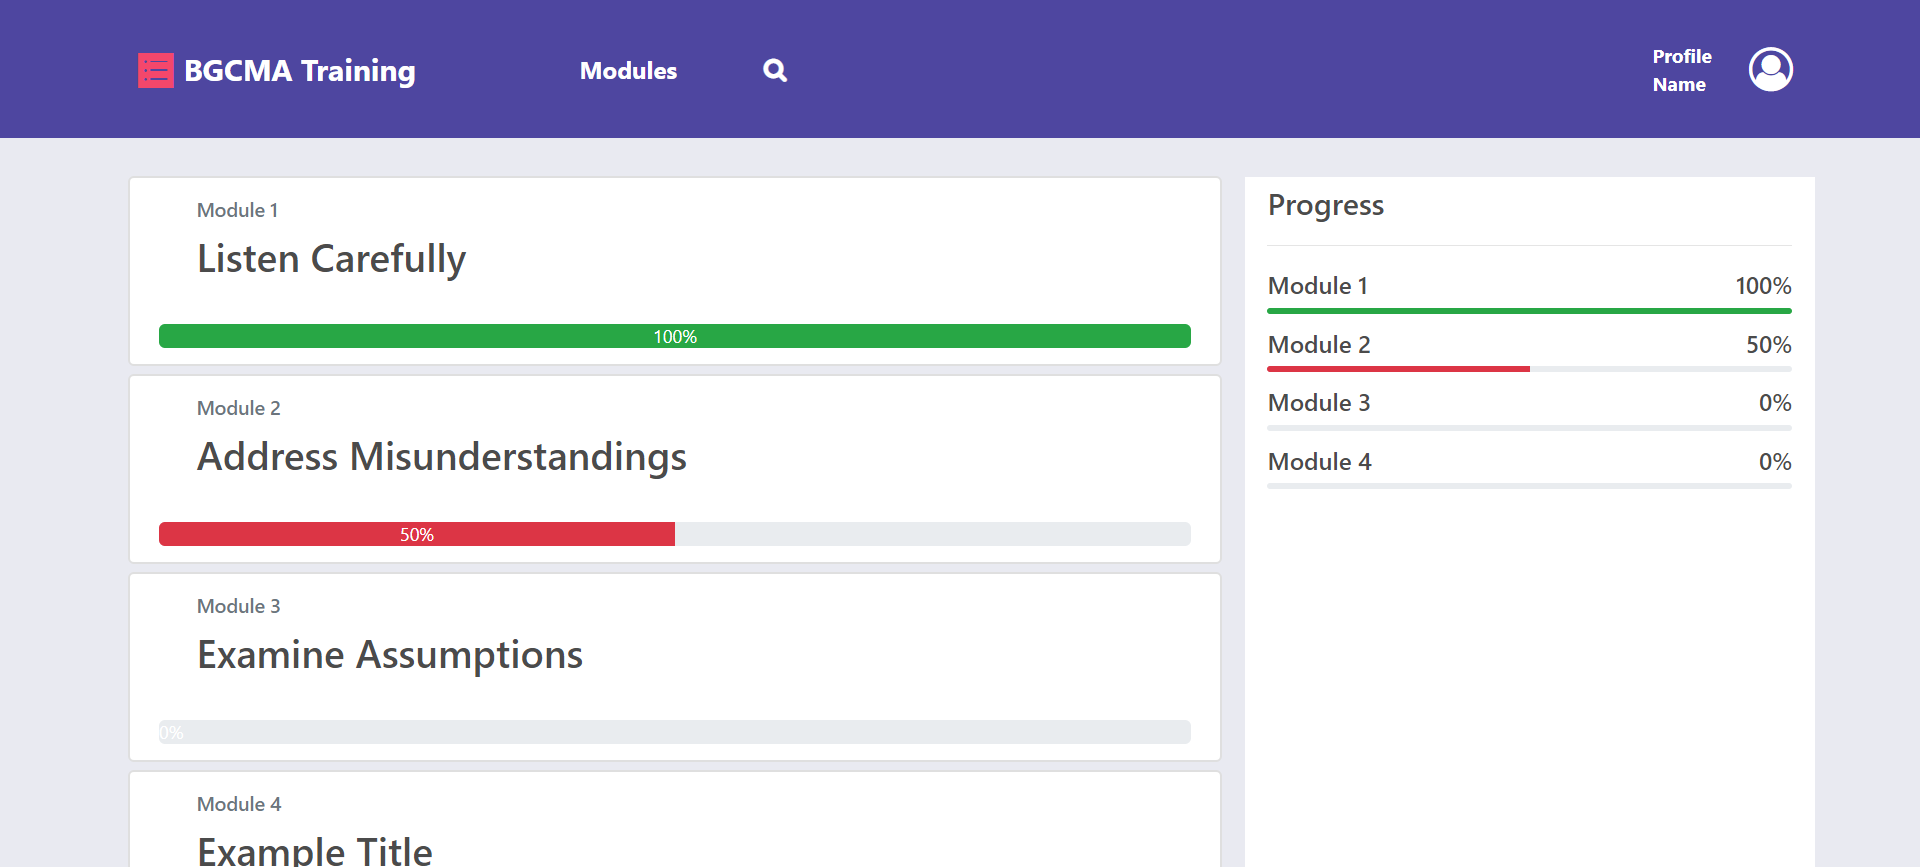 BGCMA Training
Modules
Profile
Name
Module 1
Listen Carefully
100%
Module 2
Address Misunderstandings
50%
Module 3
Examine Assumptions
0%
Module 4
Example Title
Progress
Module 1 100%
Module 2 50%
Module 3 0%
Module 4 0%